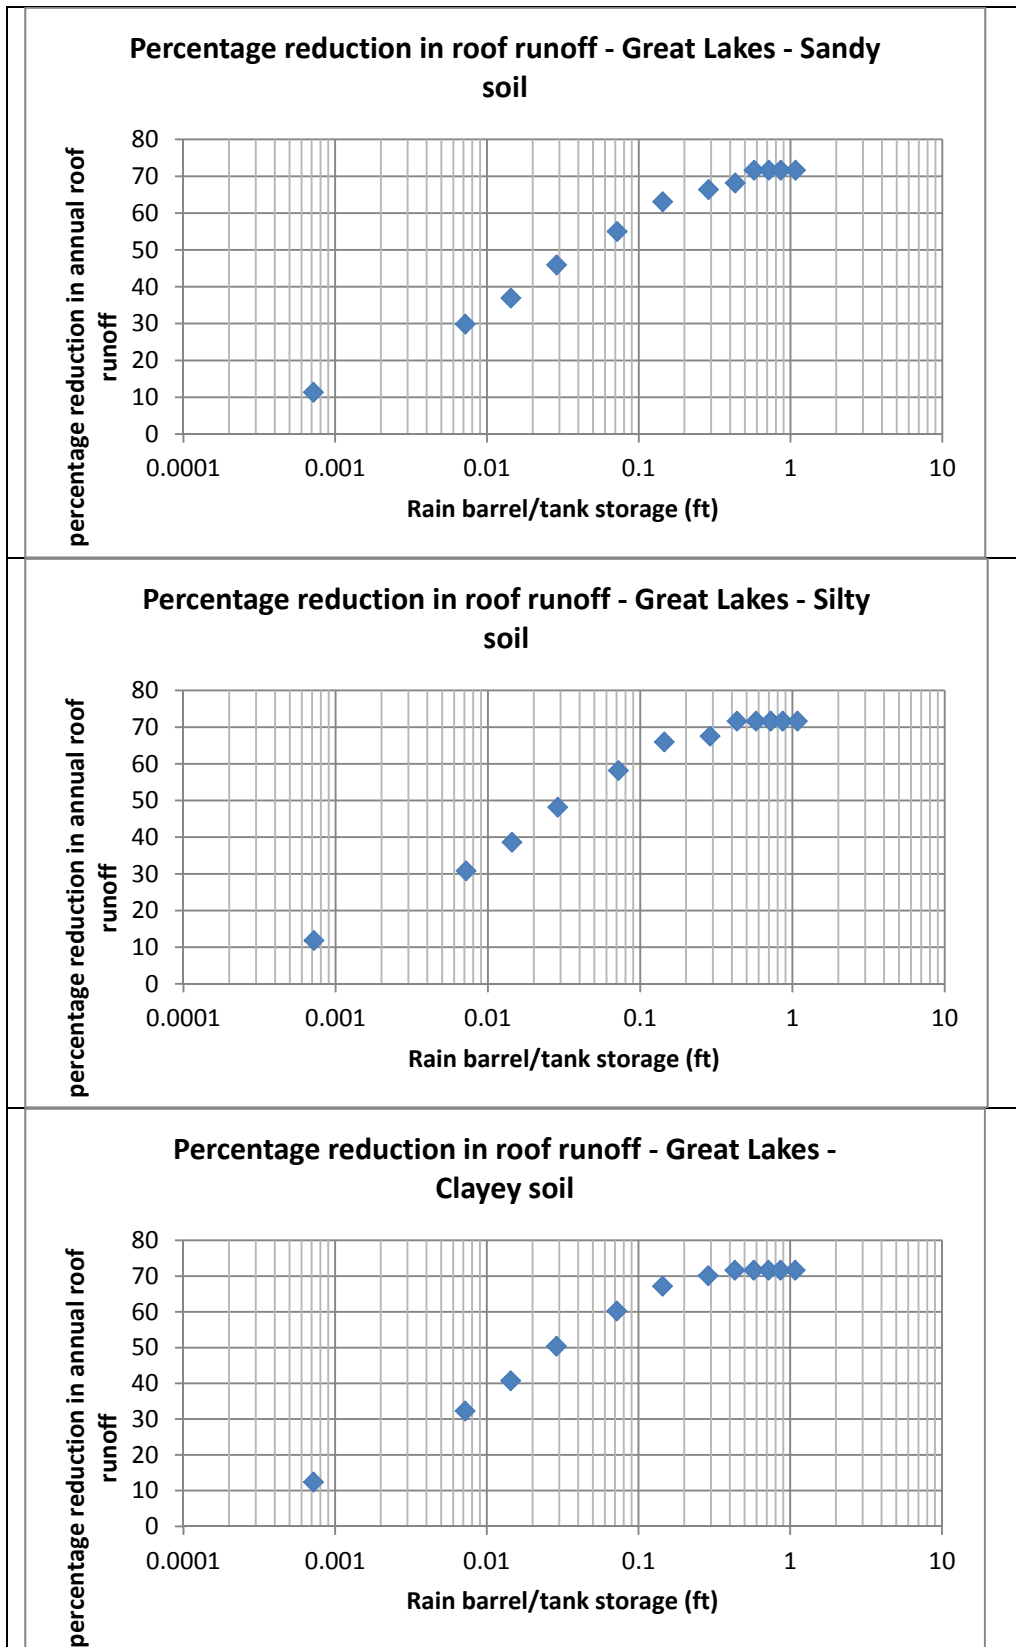 Percentage reduction in roof runoff - Great Lakes - Sandy
soil
percentage reduction in annual roof
runoff
80
70
60
50
40
30
20
10
0
0.0001 0.001 0.01 0.1 1 10
Rain barrel/tank storage (ft)
Percentage reduction in roof runoff - Great Lakes - Silty
soil
percentage reduction in annual roof
runoff
80
70
60
50
40
30
20
10
0
0.0001 0.001 0.01 0.1 1 10
Rain barrel/tank storage (ft)
Percentage reduction in roof runoff - Great Lakes -
Clayey soil
percentage reduction in annual roof
runoff
80
70
60
50
40
30
20
10
0
0.0001 0.001 0.01 0.1 1 10
Rain barrel/tank storage (ft)